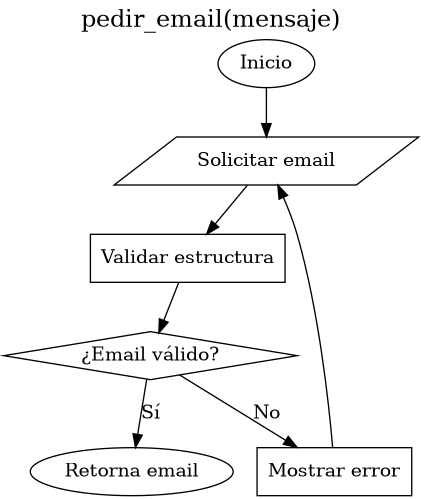 pedir_email(mensaje)
Inicio
Solicitar email
Validar estructura
¿Email válido?
Sí
No
Retorna email
Mostrar error